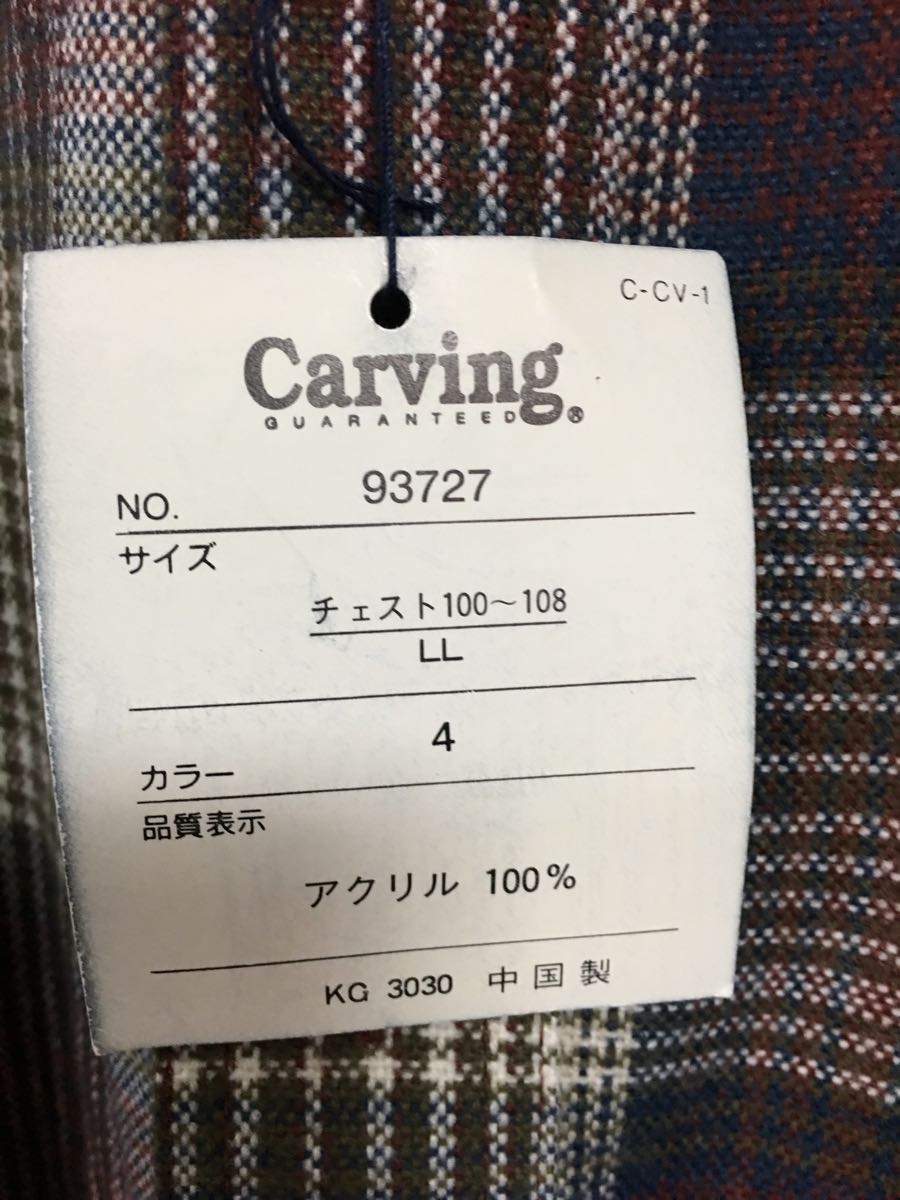 C-CV-1
Carving
GUARANTEED®
NO. 93727
サイズ
チェスト100～108
LL
4
カラー
品質表示
アクリル 100%
KG 3030 中国製